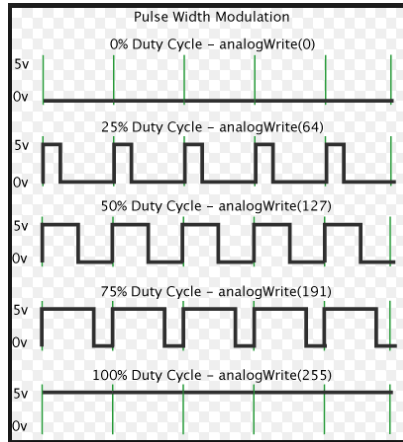 Pulse Width Modulation
0% Duty Cycle – analogWrite(0)
5v
0v
25% Duty Cycle – analogWrite(64)
5v
0v
50% Duty Cycle – analogWrite(127)
5v
0v
75% Duty Cycle – analogWrite(191)
5v
0v
100% Duty Cycle – analogWrite(255)
5v
0v